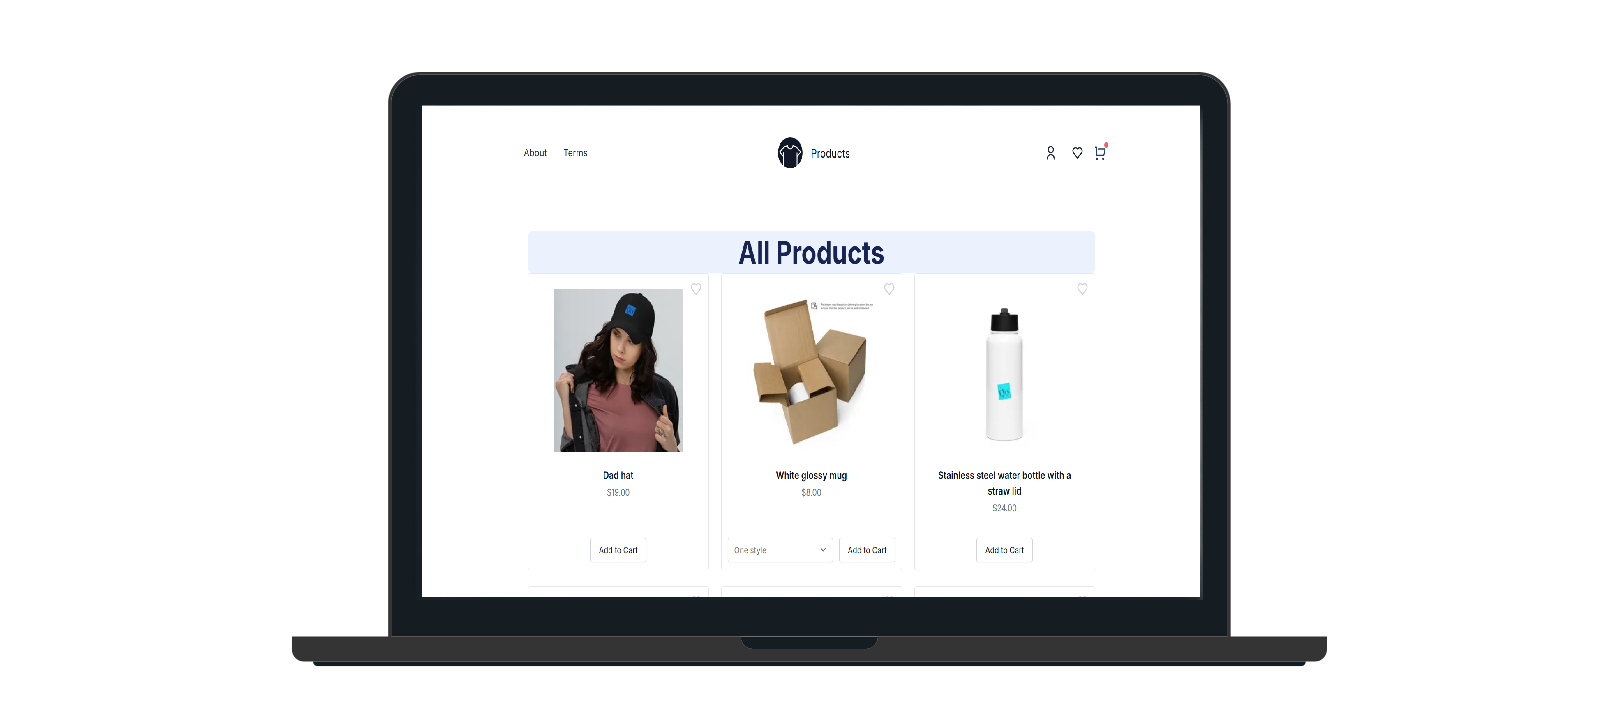 About Terms
Products
All Products
Dad hat
$19.00
Add to Cart
White glossy mug
$8.00
One style
Add to Cart
Stainless steel water bottle with a
straw lid
$24.00
Add to Cart